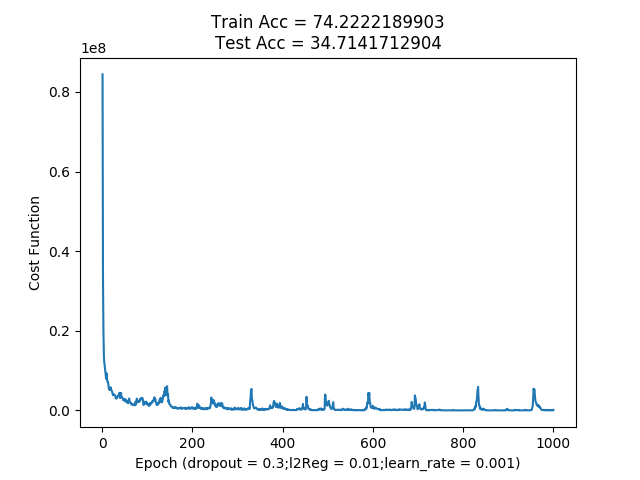 Train Acc = 74.2222189903
Test Acc = 34.7141712904
1e8
0.8
0.6
0.4
0.2
0.0
Cost Function
0 200 400 600 800 1000
Epoch (dropout = 0.3;l2Reg = 0.01;learn_rate = 0.001)